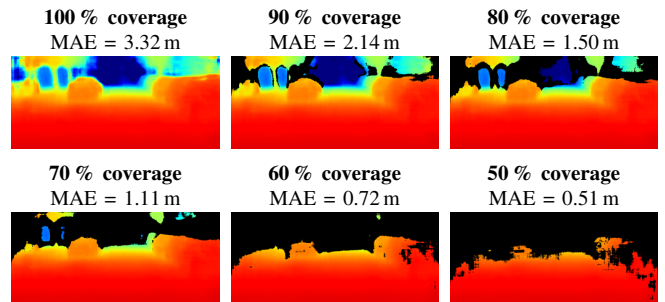 100 % coverage
MAE = 3.32 m
90 % coverage
MAE = 2.14 m
80 % coverage
MAE = 1.50 m
70 % coverage
MAE = 1.11 m
60 % coverage
MAE = 0.72 m
50 % coverage
MAE = 0.51 m